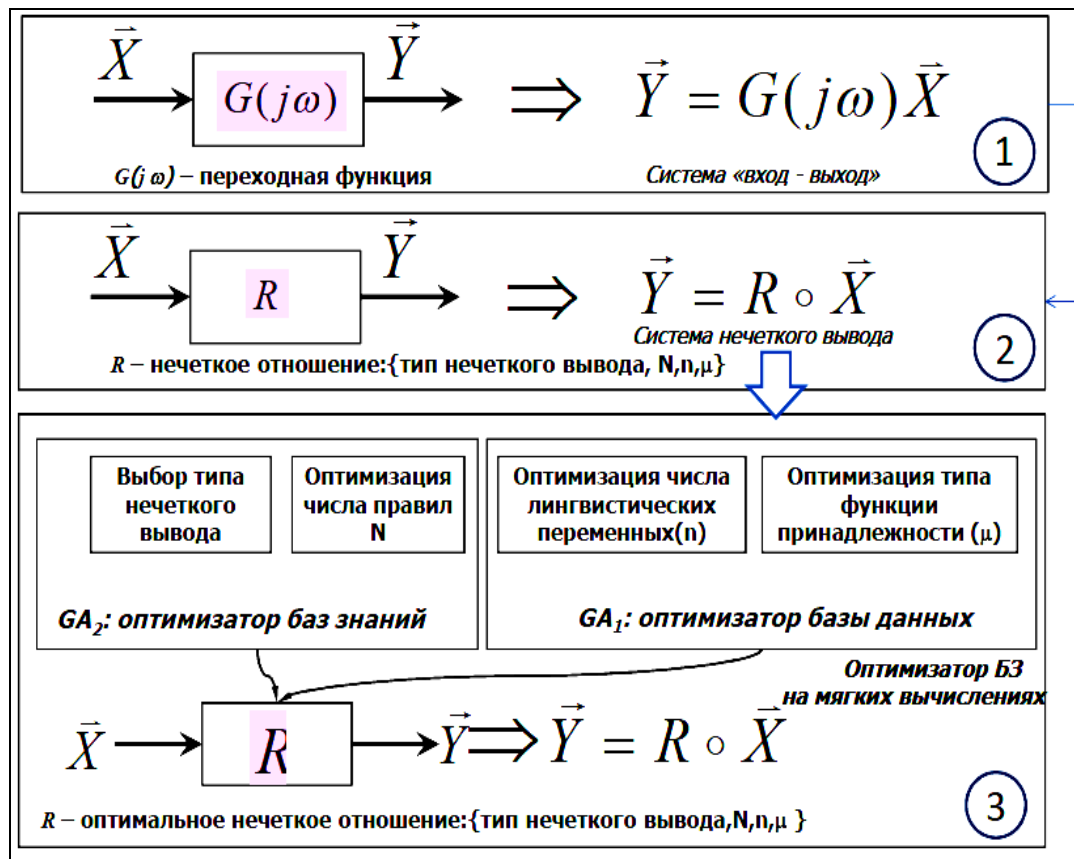 X⃗ G(jω) Y⃗ ⇒ Y⃗ = G(jω)X⃗
G(j ω) – переходная функция
Система «вход - выход»
1
X⃗ R Y⃗ ⇒ Y⃗ = R ∘ X⃗
Система нечеткого вывода
R – нечеткое отношение:{тип нечеткого вывода, N,n,μ}
2
Выбор типа
нечеткого
вывода
Оптимизация
числа правил
N
GA₂: оптимизатор баз знаний
Оптимизация числа
лингвистических
переменных(n)
Оптимизация типа
функции
принадлежности (μ)
GA₁: оптимизатор базы данных
Оптимизатор БЗ
на мягких вычислениях
X⃗ R Y⃗ ⇒ Y⃗ = R ∘ X⃗
R – оптимальное нечеткое отношение:{тип нечеткого вывода,N,n,μ }
3